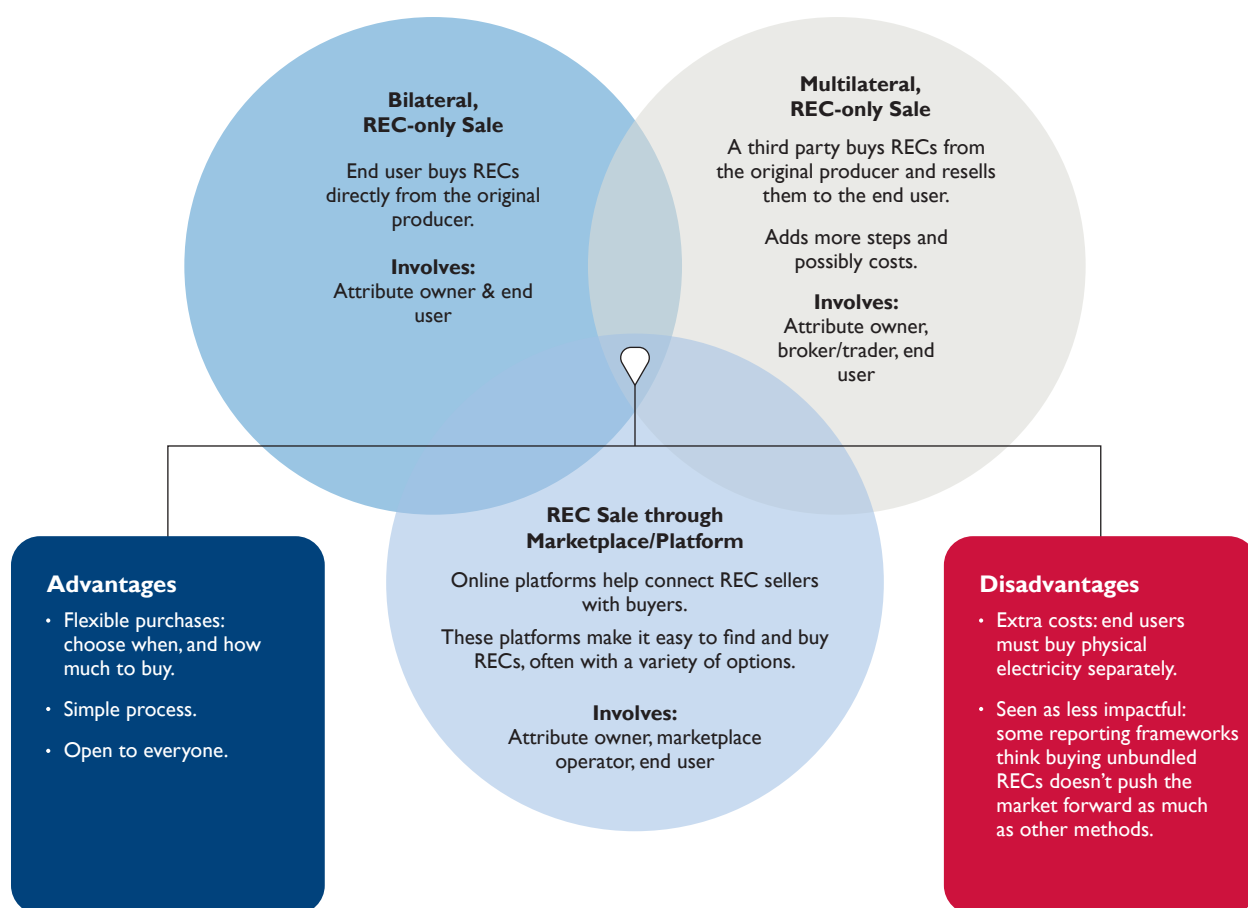 Bilateral,
REC-only Sale
End user buys RECs
directly from the original
producer.
Involves:
Attribute owner & end
user
Multilateral,
REC-only Sale
A third party buys RECs from
the original producer and resells
them to the end user.
Adds more steps and
possibly costs.
Involves:
Attribute owner,
broker/trader, end
user
REC Sale through
Marketplace/Platform
Online platforms help connect REC sellers
with buyers.
These platforms make it easy to find and buy
RECs, often with a variety of options.
Involves:
Attribute owner, marketplace
operator, end user
Advantages
• Flexible purchases:
choose when, and how
much to buy.
• Simple process.
• Open to everyone.
Disadvantages
• Extra costs: end users
must buy physical
electricity separately.
• Seen as less impactful:
some reporting frameworks
think buying unbundled
RECs doesn’t push the
market forward as much
as other methods.